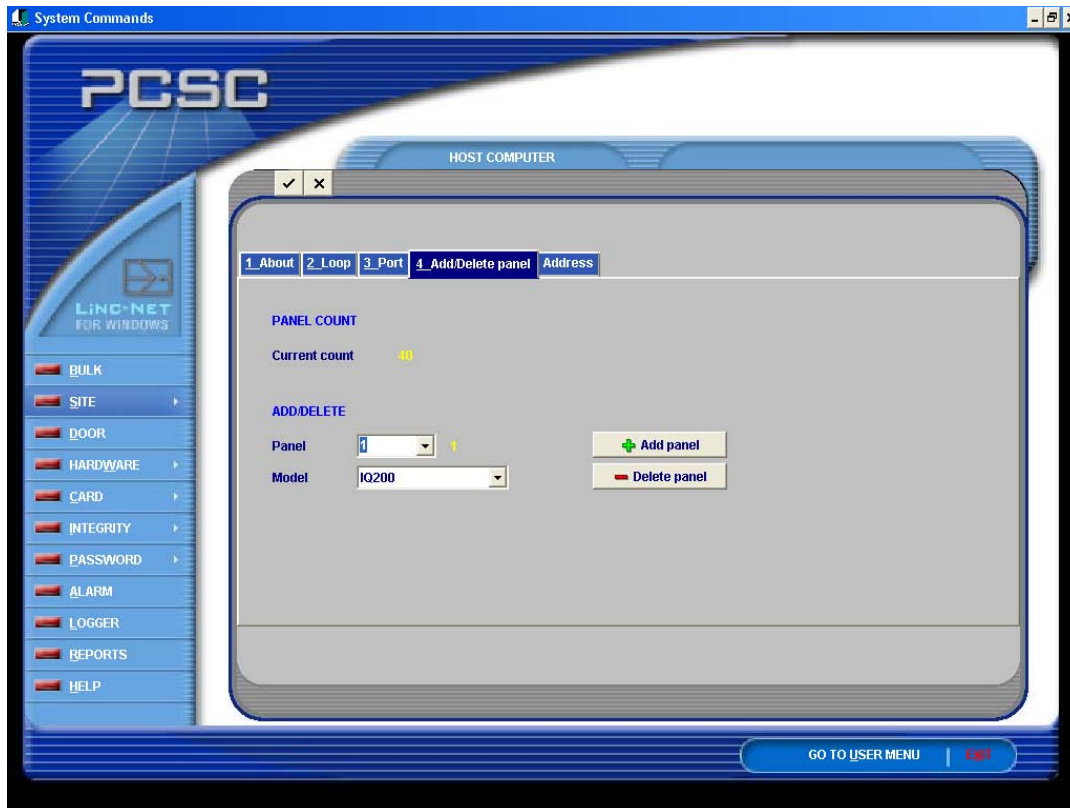 System Commands
PCSC
HOST COMPUTER
1_About 2_Loop 3_Port 4_Add/Delete panel Address
LiNC-NET
FOR WINDOWS
PANEL COUNT
Current count 40
BULK
SITE
ADD/DELETE
DOOR
Panel 1 1 Add panel
HARDWARE
Model IQ200 Delete panel
CARD
INTEGRITY
PASSWORD
ALARM
LOGGER
REPORTS
HELP
GO TO USER MENU | EXIT